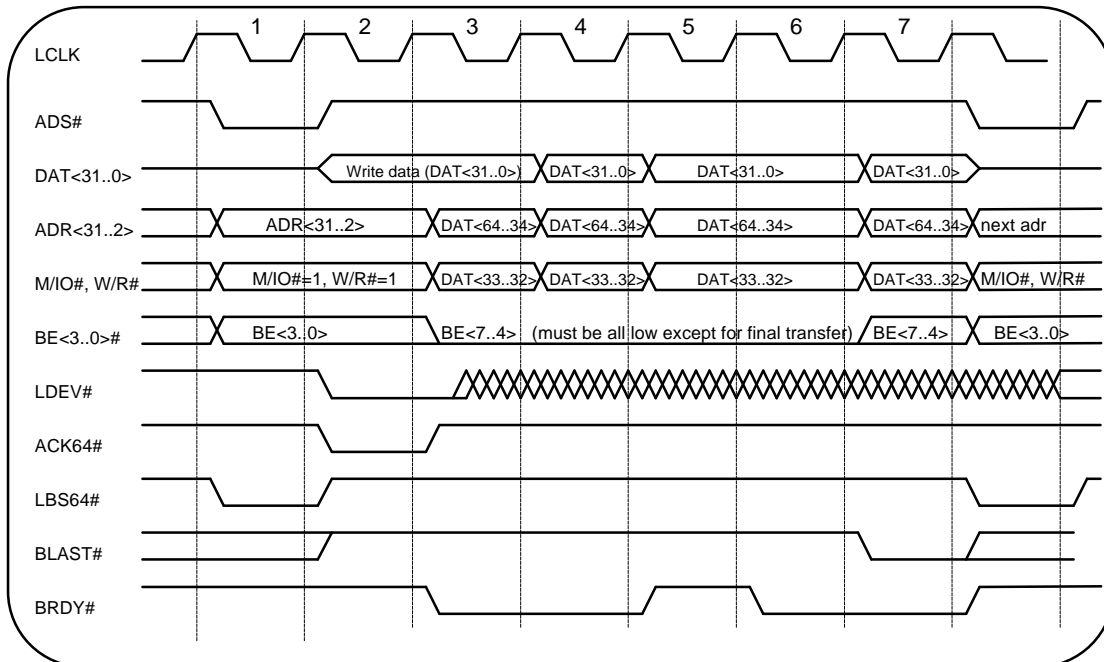 1 2 3 4 5 6 7
LCLK
ADS#
DAT<31..0> Write data (DAT<31..0>) DAT<31..0> DAT<31..0> DAT<31..0>
ADR<31..2> ADR<31..2> DAT<64..34> DAT<64..34> DAT<64..34> DAT<64..34> next adr
M/IO#, W/R# M/IO#=1, W/R#=1 DAT<33..32> DAT<33..32> DAT<33..32> DAT<33..32> M/IO#, W/R#
BE<3..0># BE<3..0> BE<7..4> (must be all low except for final transfer) BE<7..4> BE<3..0>
LDEV#
ACK64#
LBS64#
BLAST#
BRDY#